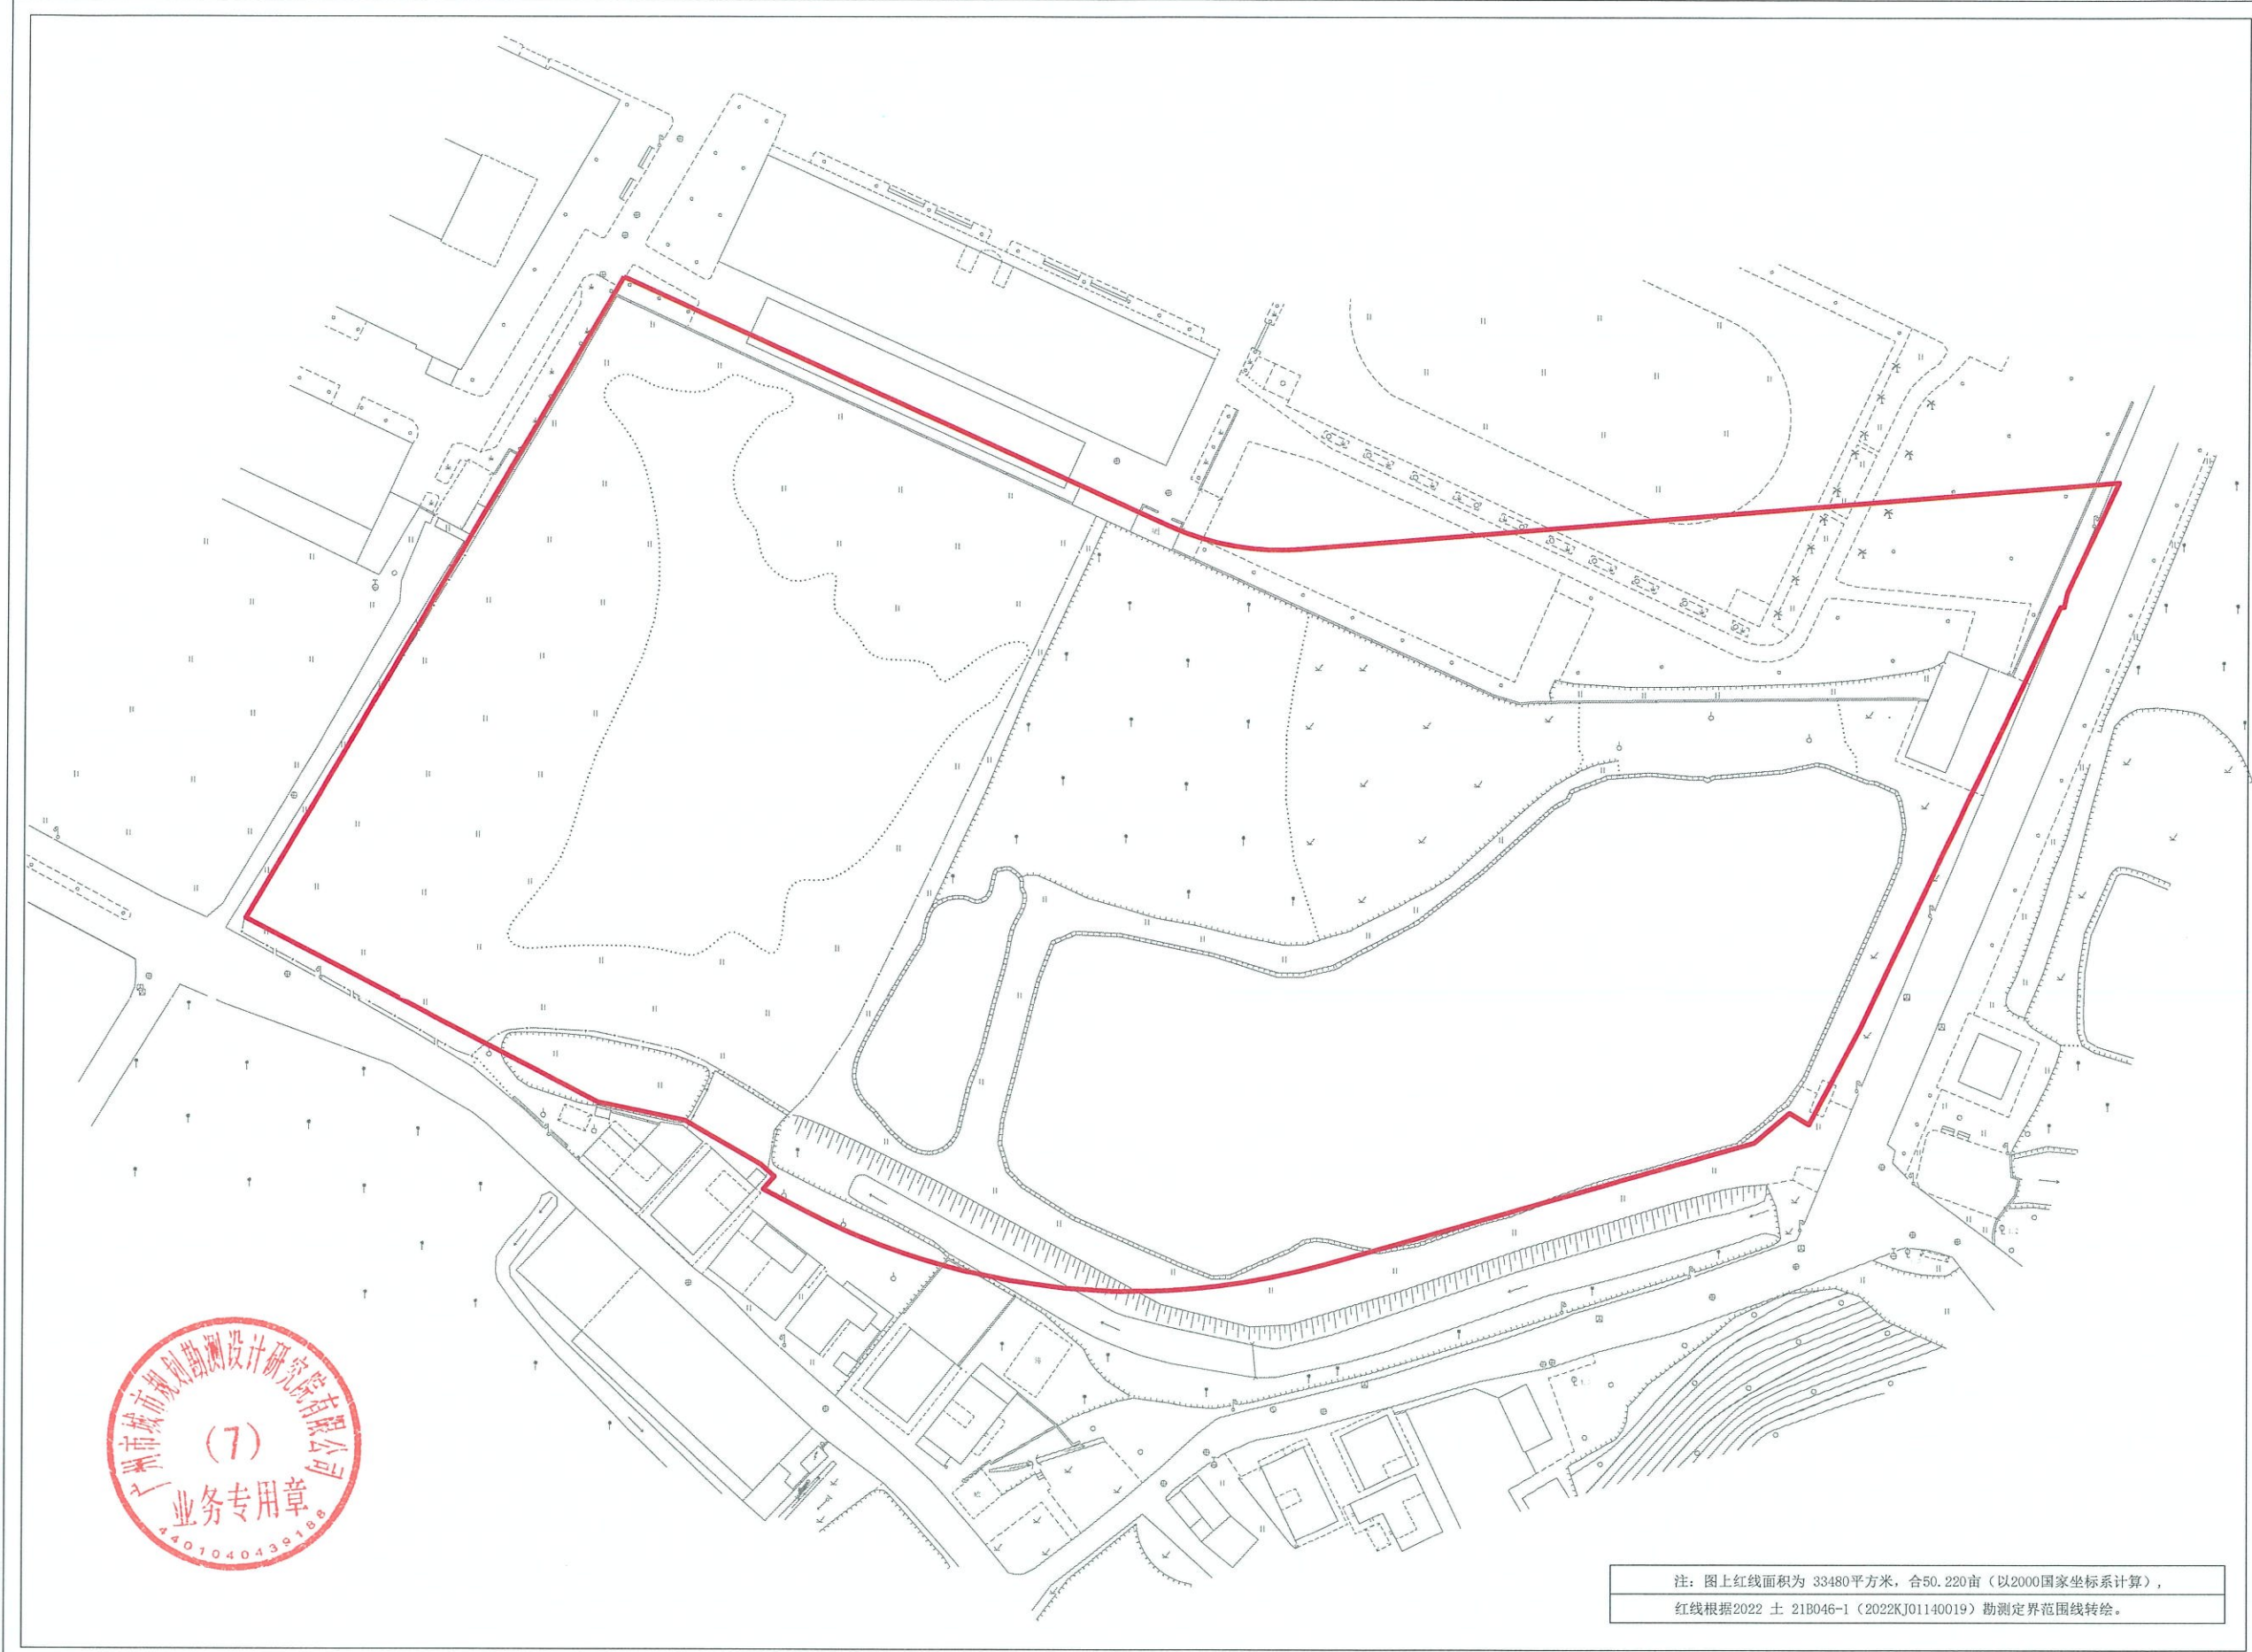 广州市城市规划勘测设计研究院有限公司
（7）
业务专用章
4401040439188
注：图上红线面积为 33480平方米，合50.220亩（以2000国家坐标系计算），
红线根据2022 土 21B046-1（2022KJ01140019）勘测定界范围线转绘。